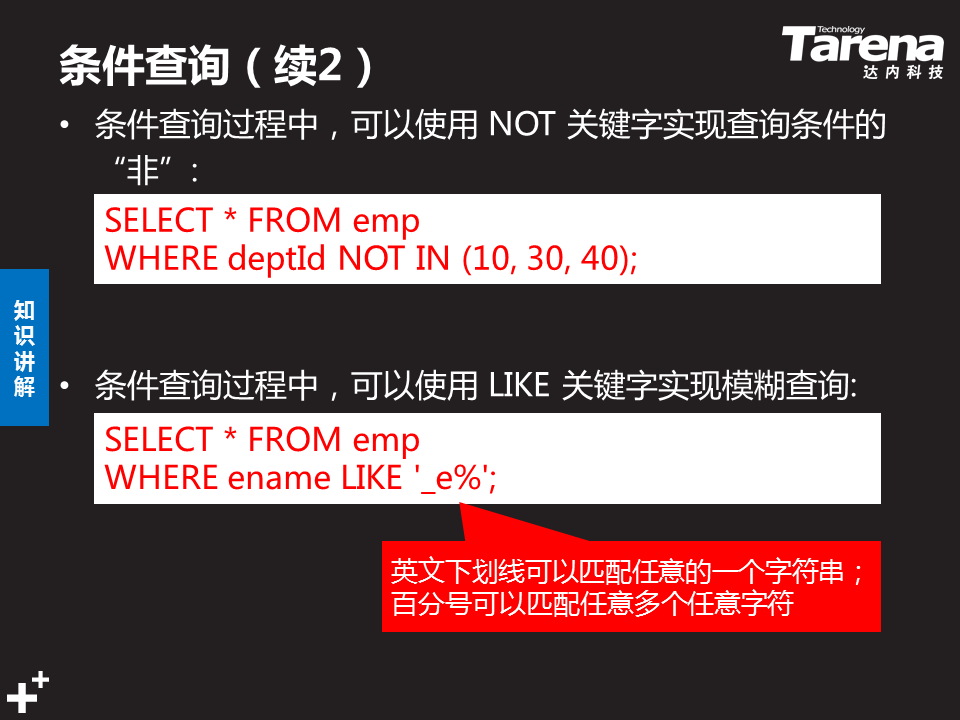 条件查询（续2）
Technology
Tarena
达内科技
• 条件查询过程中，可以使用 NOT 关键字实现查询条件的
“非”:
SELECT * FROM emp
WHERE deptId NOT IN (10, 30, 40);
知识讲解
• 条件查询过程中，可以使用 LIKE 关键字实现模糊查询:
SELECT * FROM emp
WHERE ename LIKE '_e%';
英文下划线可以匹配任意的一个字符串；
百分号可以匹配任意多个任意字符